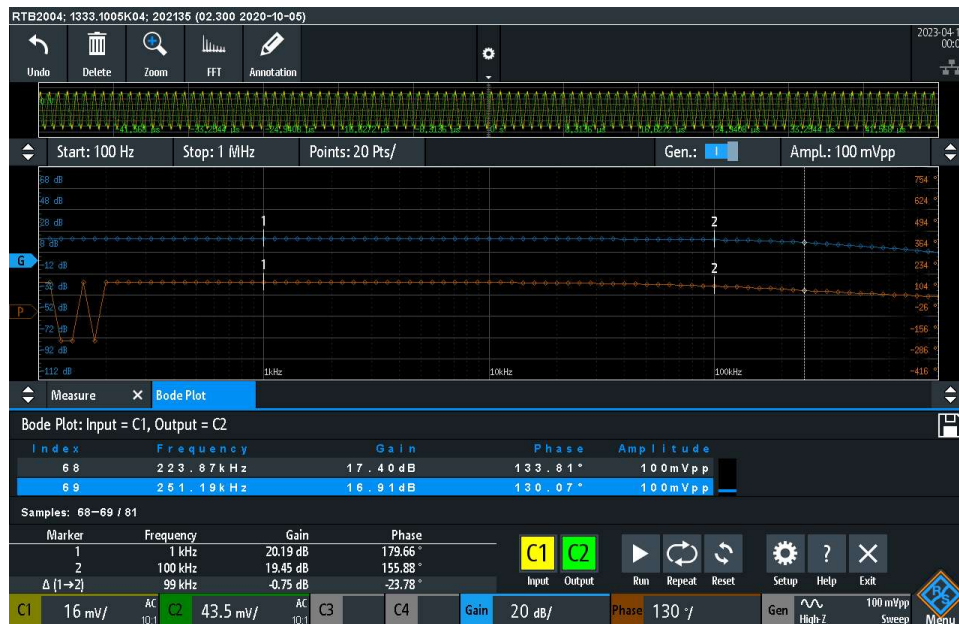 RTB2004; 1333.1005K04; 202135 (02.300 2020-10-05)
2023-04-1
00:0
Undo Delete Zoom FFT Annotation
Start: 100 Hz Stop: 1 MHz Points: 20 Pts/ Gen.: I Ampl.: 100 mVpp
68 dB 754 °
48 dB 624 °
28 dB 1 2 494 °
8 dB 364 °
G -12 dB 1 2 234 °
-32 dB 104 °
P -52 dB -26 °
-72 dB -156 °
-92 dB -286 °
-112 dB 1kHz 10kHz 100kHz -416 °
Measure Bode Plot
Bode Plot: Input = C1, Output = C2
Index Frequency Gain Phase Amplitude
68 223.87kHz 17.40dB 133.81° 100mVpp
69 251.19kHz 16.91dB 130.07° 100mVpp
Samples: 68-69 / 81
Marker Frequency Gain Phase
1 1 kHz 20.19 dB 179.66 °
2 100 kHz 19.45 dB 155.88 °
Δ (1→2) 99 kHz -0.75 dB -23.78 °
C1 C2
Input Output Run Repeat Reset Setup ? Help Exit
C1 16 mV/ AC 10:1 C2 43.5 mV/ AC 10:1 C3 C4 Gain 20 dB/ Phase 130 °/ Gen High-Z 100 mVpp Sweep R&S Menu